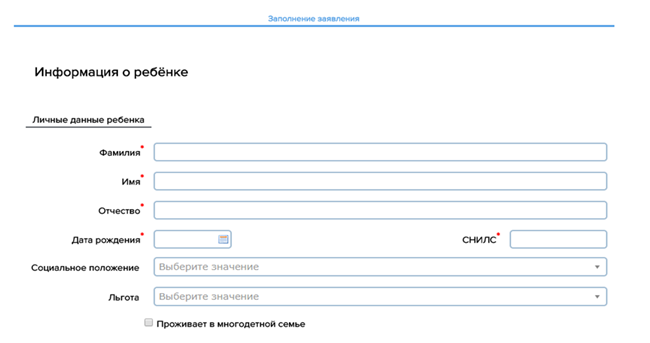 Заполнение заявления
Информация о ребёнке
Личные данные ребенка
Фамилия*
Имя*
Отчество*
Дата рождения* СНИЛС*
Социальное положение Выберите значение
Льгота Выберите значение
Проживает в многодетной семье